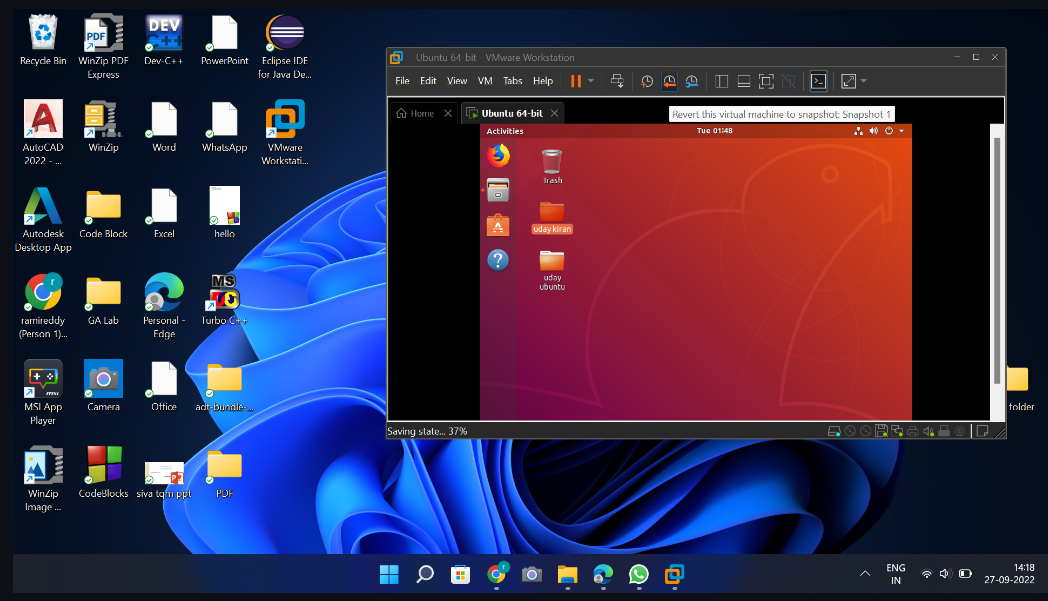 Recycle Bin
WinZip PDF
Express
Dev-C++
PowerPoint
Eclipse IDE
for Java De...
AutoCAD
2022 - ...
WinZip
Word
WhatsApp
VMware
Workstati...
Autodesk
Desktop App
Code Block
Excel
hello
ramireddy
(Person 1)...
GA Lab
Personal -
Edge
Turbo C++
MSI App
Player
Camera
Office
adt-bundle-...
WinZip
Image ...
CodeBlocks
siva tqm ppt
PDF
folder
PDF
DEV
MS
msi
Ubuntu 64-bit - VMware Workstation
File Edit View VM Tabs Help
Home
Ubuntu 64-bit
Revert this virtual machine to snapshot: Snapshot 1
Activities
Tue 01:48
Trash
udaykiran
uday
ubuntu
Saving state... 37%
ENG
IN
14:18
27-09-2022